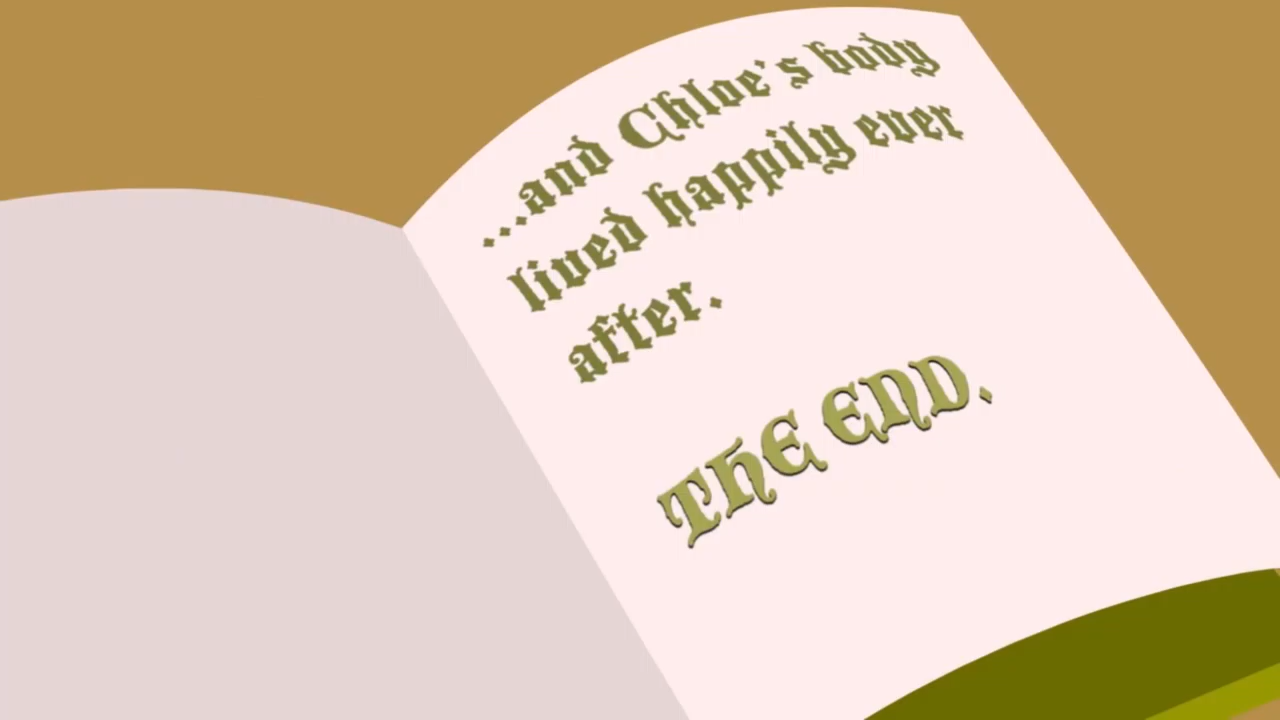 ...and Chloe's body
lived happily ever
after.
THE END.